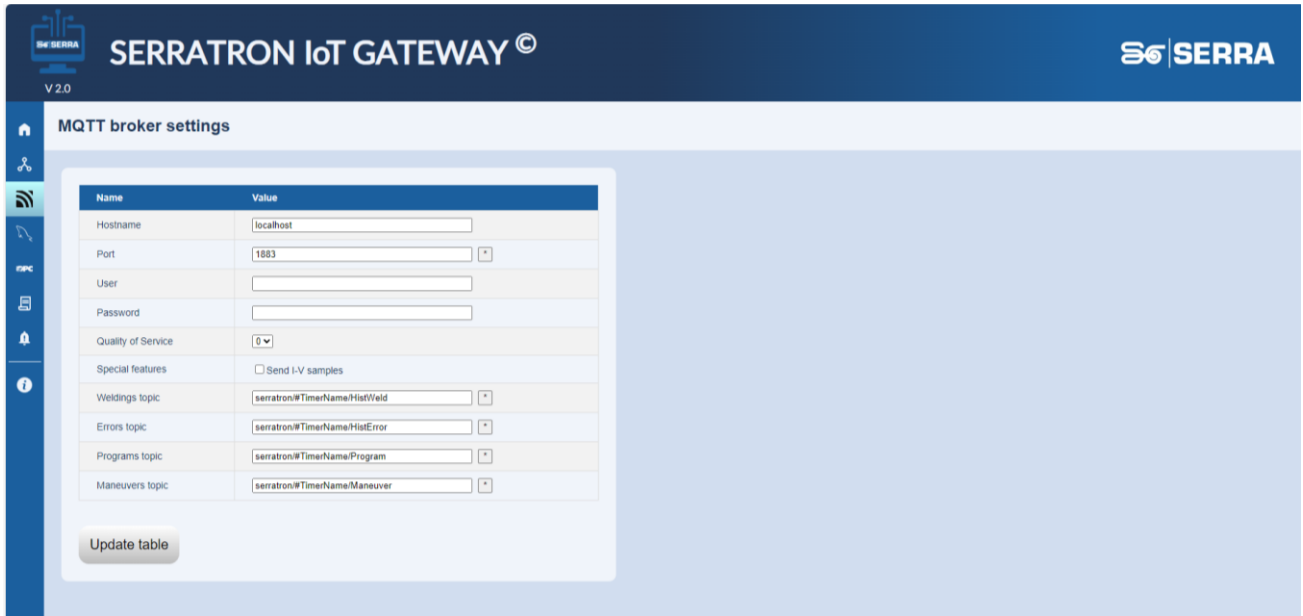 SERRA
SERRATRON IoT GATEWAY ©
SERRA
V 2.0
MQTT broker settings
Name Value
Hostname localhost
Port 1883 *
User
Password
OPC
Quality of Service 0
Special features Send I-V samples
Weldings topic serratron/#TimerName/HistWeld *
Errors topic serratron/#TimerName/HistError *
Programs topic serratron/#TimerName/Program *
Maneuvers topic serratron/#TimerName/Maneuver *
Update table